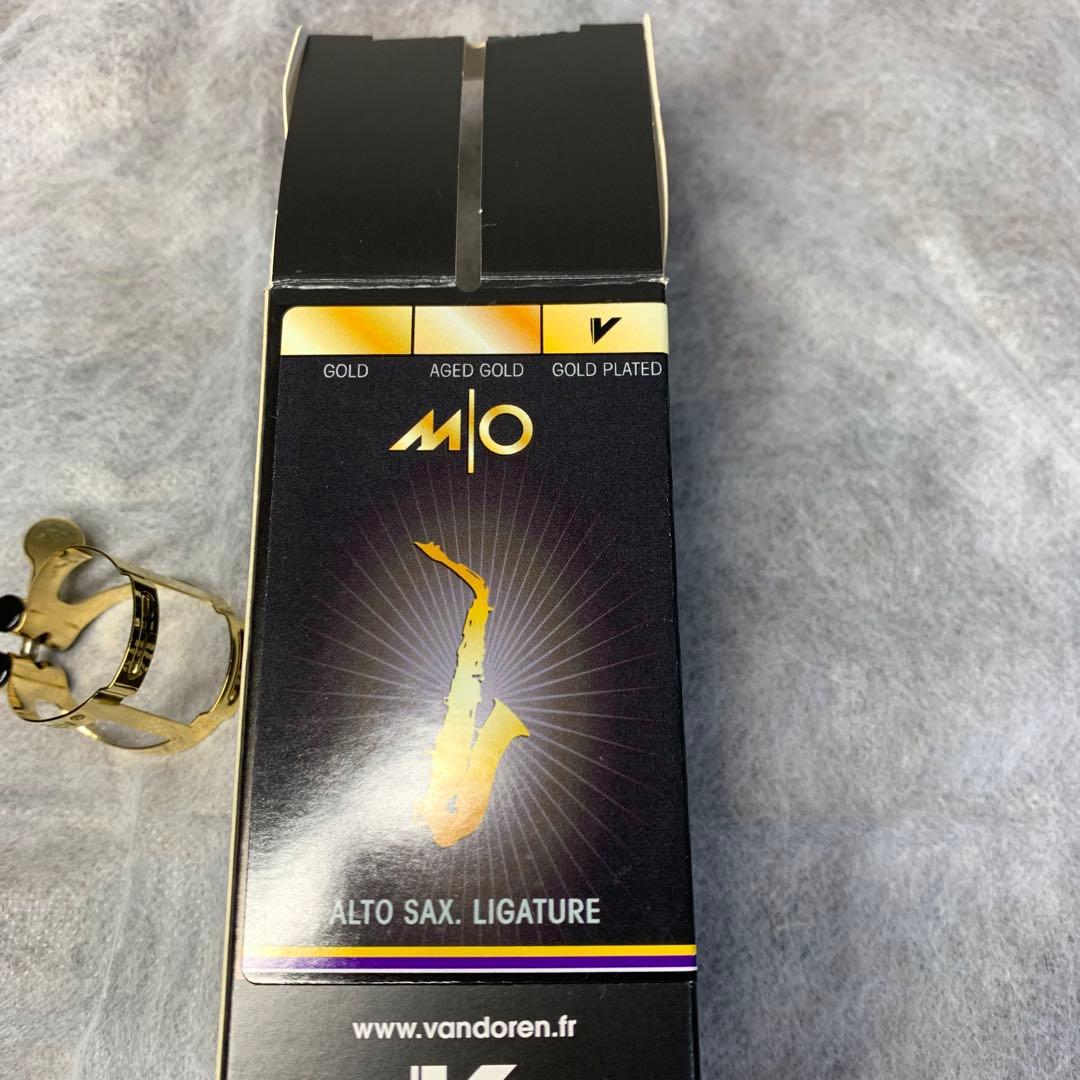 GOLD AGED GOLD GOLD PLATED
M|O
ALTO SAX. LIGATURE
www.vandoren.fr